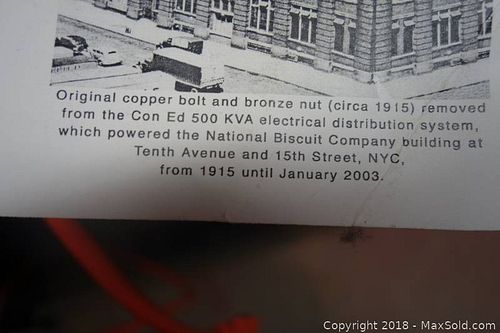 Original copper bolt and bronze nut (circa 1915) removed
from the Con Ed 500 KVA electrical distribution system,
which powered the National Biscuit Company building at
Tenth Avenue and 15th Street, NYC,
from 1915 until January 2003.
Copyright 2018 - MaxSold.com